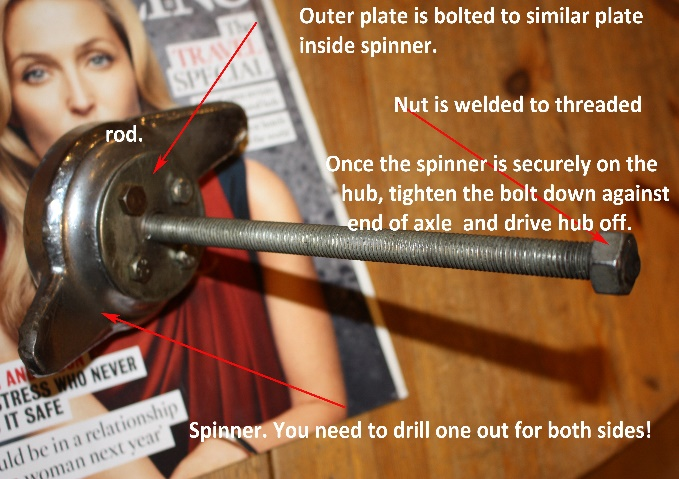 The
TRAVEL
SPECIAL
Outer plate is bolted to similar plate
inside spinner.
Nut is welded to threaded
rod.
Once the spinner is securely on the
hub, tighten the bolt down against
end of axle and drive hub off.
STRESS WHO NEVER
IT SAFE
be in a relationship
woman next year'
Spinner. You need to drill one out for both sides!